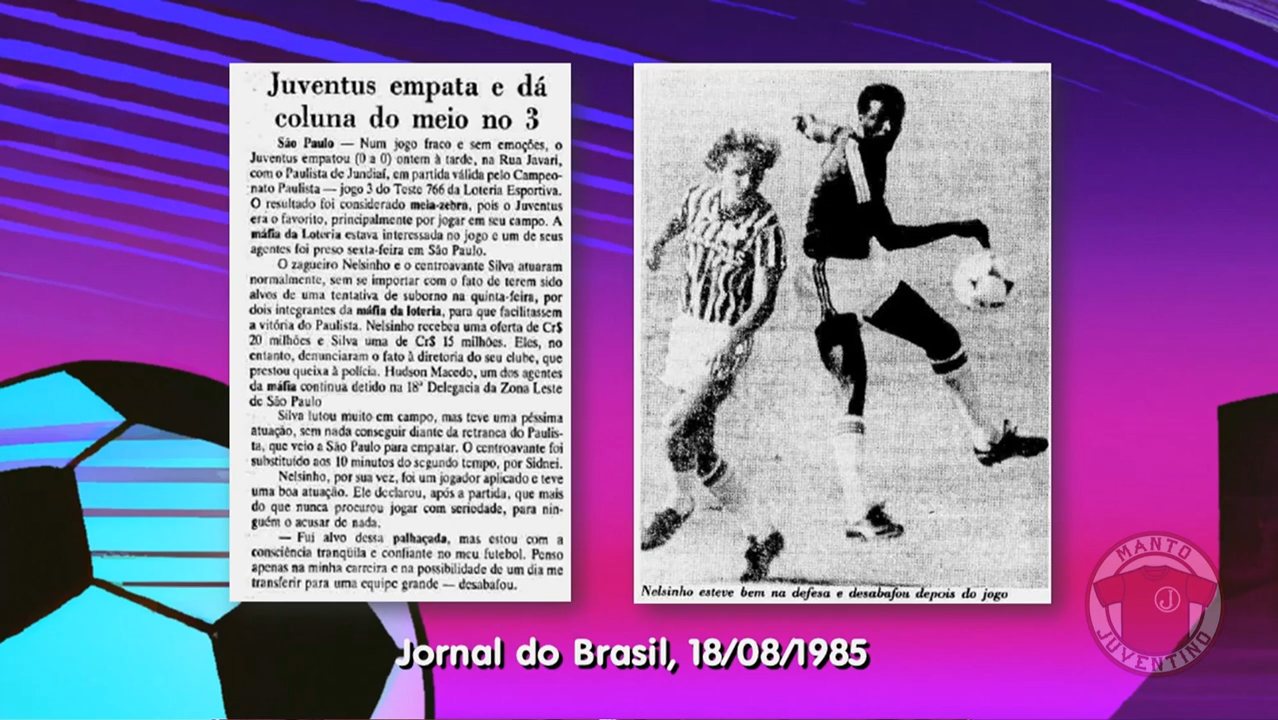 Juventus empata e dá
coluna do meio no 3
São Paulo — Num jogo fraco e sem emoções, o
Juventus empatou (0 a 0) ontem à tarde, na Rua Javari,
com o Paulista de Jundiaí, em partida válida pelo Campeo-
nato Paulista — jogo 3 do Teste 766 da Loteria Esportiva.
O resultado foi considerado meia-zebra, pois o Juventus
era o favorito, principalmente por jogar em seu campo. A
máfia da Loteria estava interessada no jogo e um de seus
agentes foi preso sexta-feira em São Paulo.
O zagueiro Nelsinho e o centroavante Silva atuaram
normalmente, sem se importar com o fato de terem sido
alvos de uma tentativa de suborno na quinta-feira, por
dois integrantes da máfia da loteria, para que facilitassem
a vitória do Paulista. Nelsinho recebeu uma oferta de Cr$
20 milhões e Silva uma de Cr$ 15 milhões. Eles, no
entanto, denunciaram o fato à diretoria do seu clube, que
prestou queixa à polícia. Hudson Macedo, um dos agentes
da máfia continua detido na 18ª Delegacia da Zona Leste
de São Paulo
Silva lutou muito em campo, mas teve uma péssima
atuação, sem nada conseguir diante da retranca do Paulis-
ta, que veio a São Paulo para empatar. O centroavante foi
substituído aos 10 minutos do segundo tempo, por Sidnei.
Nelsinho, por sua vez, foi um jogador aplicado e teve
uma boa atuação. Ele declarou, após a partida, que mais
do que nunca procurou jogar com seriedade, para nin-
guém o acusar de nada.
— Fui alvo dessa palhaçada, mas estou com a
consciência tranqüila e confiante no meu futebol. Penso
apenas na minha carreira e na possibilidade de um dia me
transferir para uma equipe grande — desabafou.
Nelsinho esteve bem na defesa e desabafou depois do jogo
Jornal do Brasil, 18/08/1985
MANTO
J
JUVENTINO